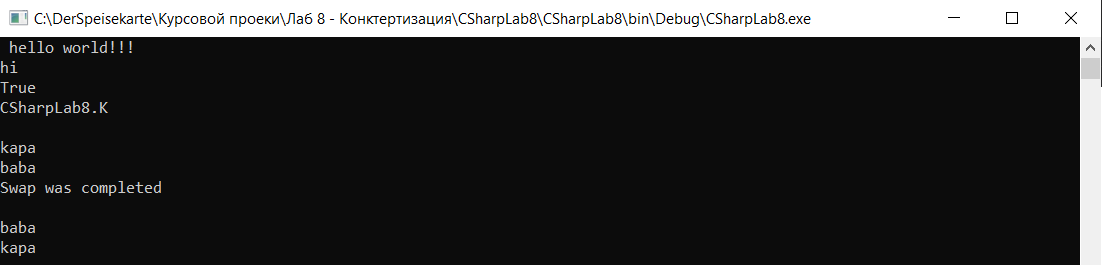 C:\DerSpeisekarte\Курсовой проеки\Лаб 8 - Конктертизация\CSharpLab8\CSharpLab8\bin\Debug\CSharpLab8.exe
hello world!!!
hi
True
CSharpLab8.K
kapa
baba
Swap was completed
baba
kapa